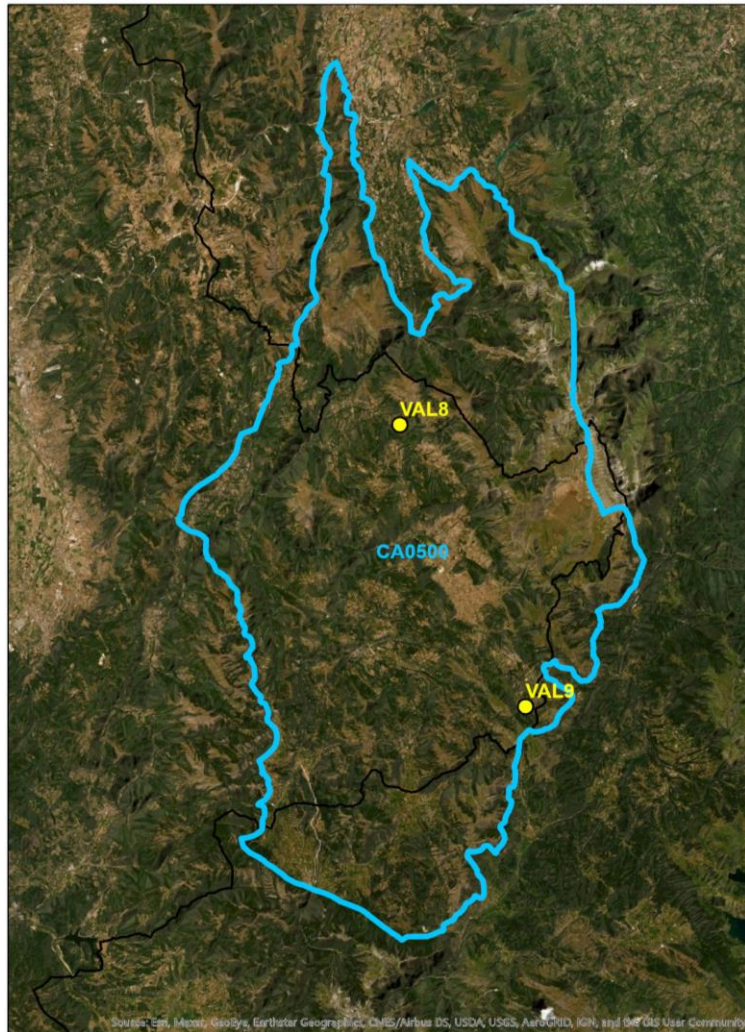 VAL8
CA0500
VAL9
Source: Esri, Maxar, GeoEye, Earthstar Geographics, CNES/Airbus DS, USDA, USGS, AeroGRID, IGN, and the GIS User Community